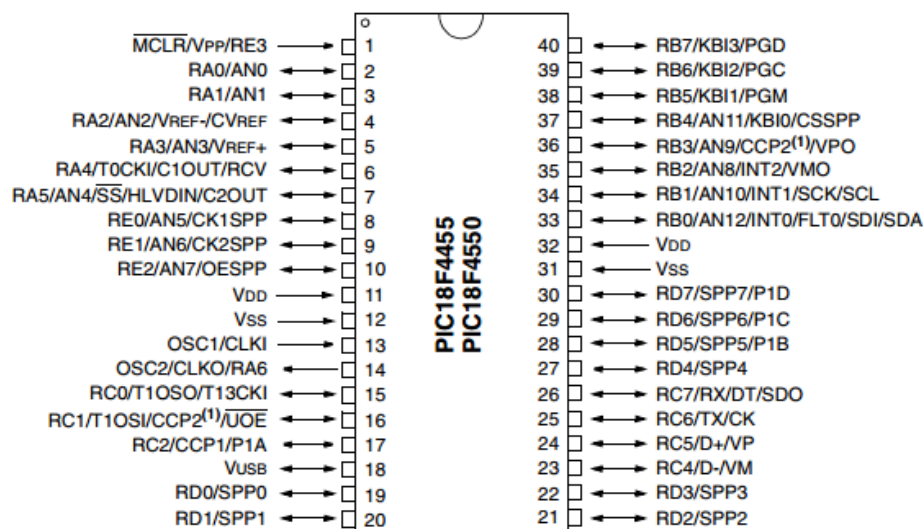 MCLR/VPP/RE3 1 40 RB7/KBI3/PGD
RA0/AN0 2 39 RB6/KBI2/PGC
RA1/AN1 3 38 RB5/KBI1/PGM
RA2/AN2/VREF-/CVREF 4 37 RB4/AN11/KBI0/CSSPP
RA3/AN3/VREF+ 5 36 RB3/AN9/CCP2(1)/VPO
RA4/T0CKI/C1OUT/RCV 6 35 RB2/AN8/INT2/VMO
RA5/AN4/SS/HLVDIN/C2OUT 7 34 RB1/AN10/INT1/SCK/SCL
RE0/AN5/CK1SPP 8 33 RB0/AN12/INT0/FLT0/SDI/SDA
RE1/AN6/CK2SPP 9 32 VDD
RE2/AN7/OESPP 10 31 VSS
VDD 11 30 RD7/SPP7/P1D
VSS 12 29 RD6/SPP6/P1C
OSC1/CLKI 13 28 RD5/SPP5/P1B
OSC2/CLKO/RA6 14 27 RD4/SPP4
RC0/T1OSO/T13CKI 15 26 RC7/RX/DT/SDO
RC1/T1OSI/CCP2(1)/UOE 16 25 RC6/TX/CK
RC2/CCP1/P1A 17 24 RC5/D+/VP
VUSB 18 23 RC4/D-/VM
RD0/SPP0 19 22 RD3/SPP3
RD1/SPP1 20 21 RD2/SPP2
PIC18F4455
PIC18F4550